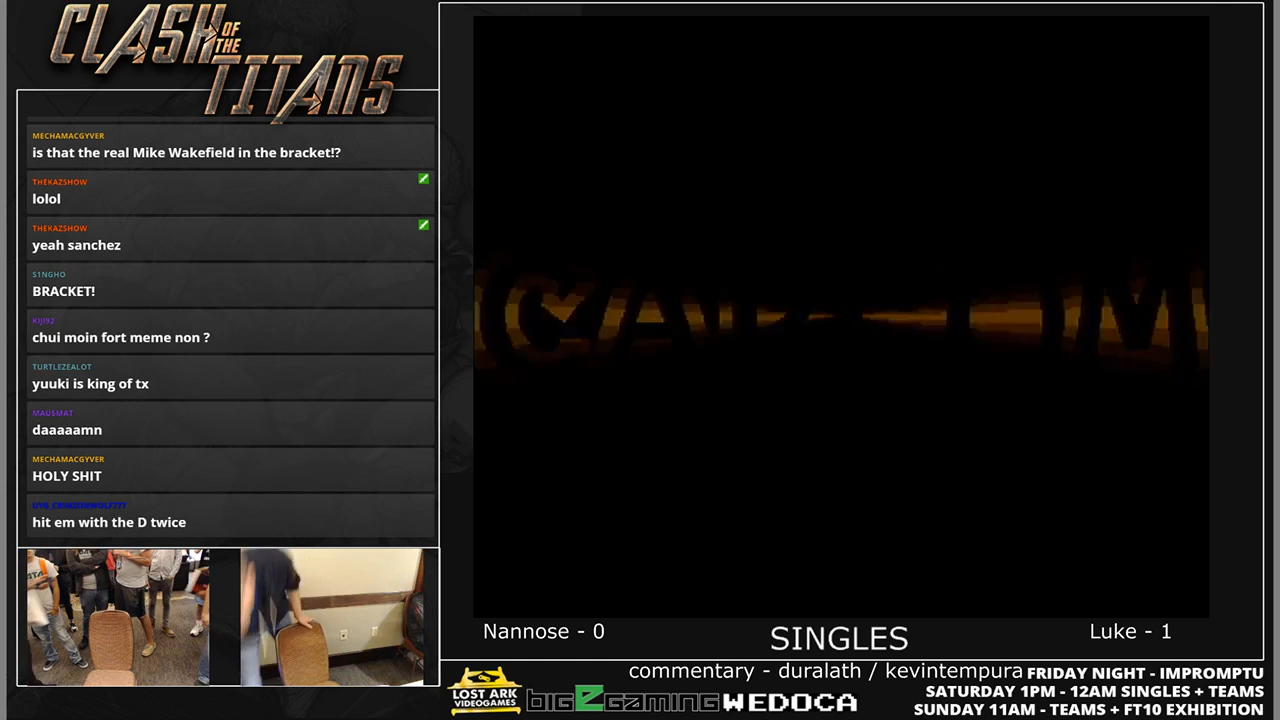 CLASH OF THE TITANS
MECHAMACGYVER
is that the real Mike Wakefield in the bracket!?
THEKAZSHOW
lolol
THEKAZSHOW
yeah sanchez
S1NGHO
BRACKET!
KIJI92
chui moin fort meme non ?
TURTLEZEALOT
yuuki is king of tx
MAUSMAT
daaaaamn
MECHAMACGYVER
HOLY SHIT
hit em with the D twice
Nannose - 0
SINGLES
Luke - 1
commentary - duralath / kevintempura
FRIDAY NIGHT - IMPROMPTU
SATURDAY 1PM - 12AM SINGLES + TEAMS
SUNDAY 11AM - TEAMS + FT10 EXHIBITION
LOST ARK
VIDEOGAMES
bigEgaming
WEDOCA